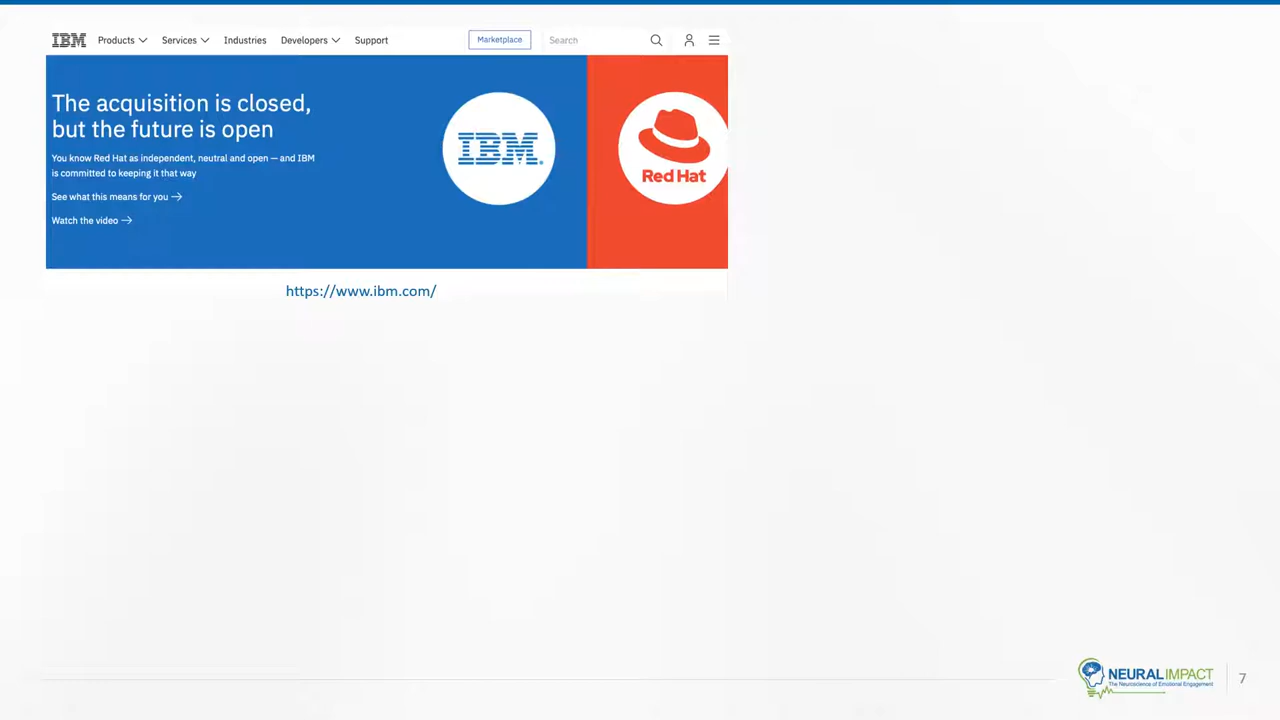 IBM Products Services Industries Developers Support Marketplace Search
The acquisition is closed,
but the future is open
You know Red Hat as independent, neutral and open — and IBM
is committed to keeping it that way
See what this means for you →
Watch the video →
IBM.
Red Hat
https://www.ibm.com/
NEURAL IMPACT
The Neuroscience of Emotional Engagement
7